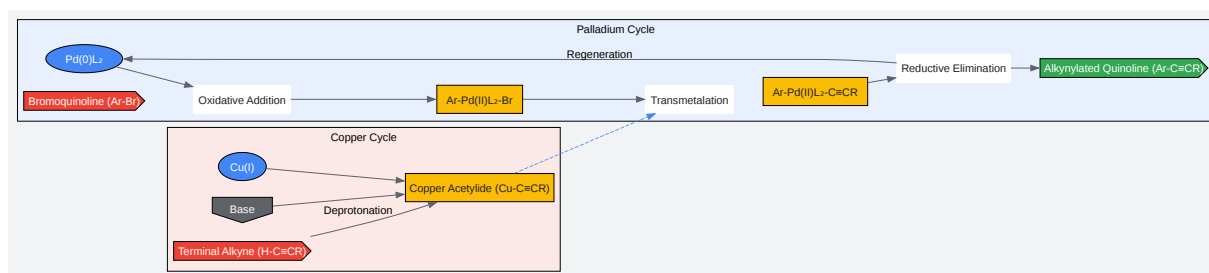 Palladium Cycle
Pd(0)L₂
Regeneration
Reductive Elimination
Alkynylated Quinoline (Ar-C≡CR)
Bromoquinoline (Ar-Br)
Oxidative Addition
Ar-Pd(II)L₂-Br
Transmetalation
Ar-Pd(II)L₂-C≡CR
Copper Cycle
Cu(I)
Copper Acetylide (Cu-C≡CR)
Base
Deprotonation
Terminal Alkyne (H-C≡CR)